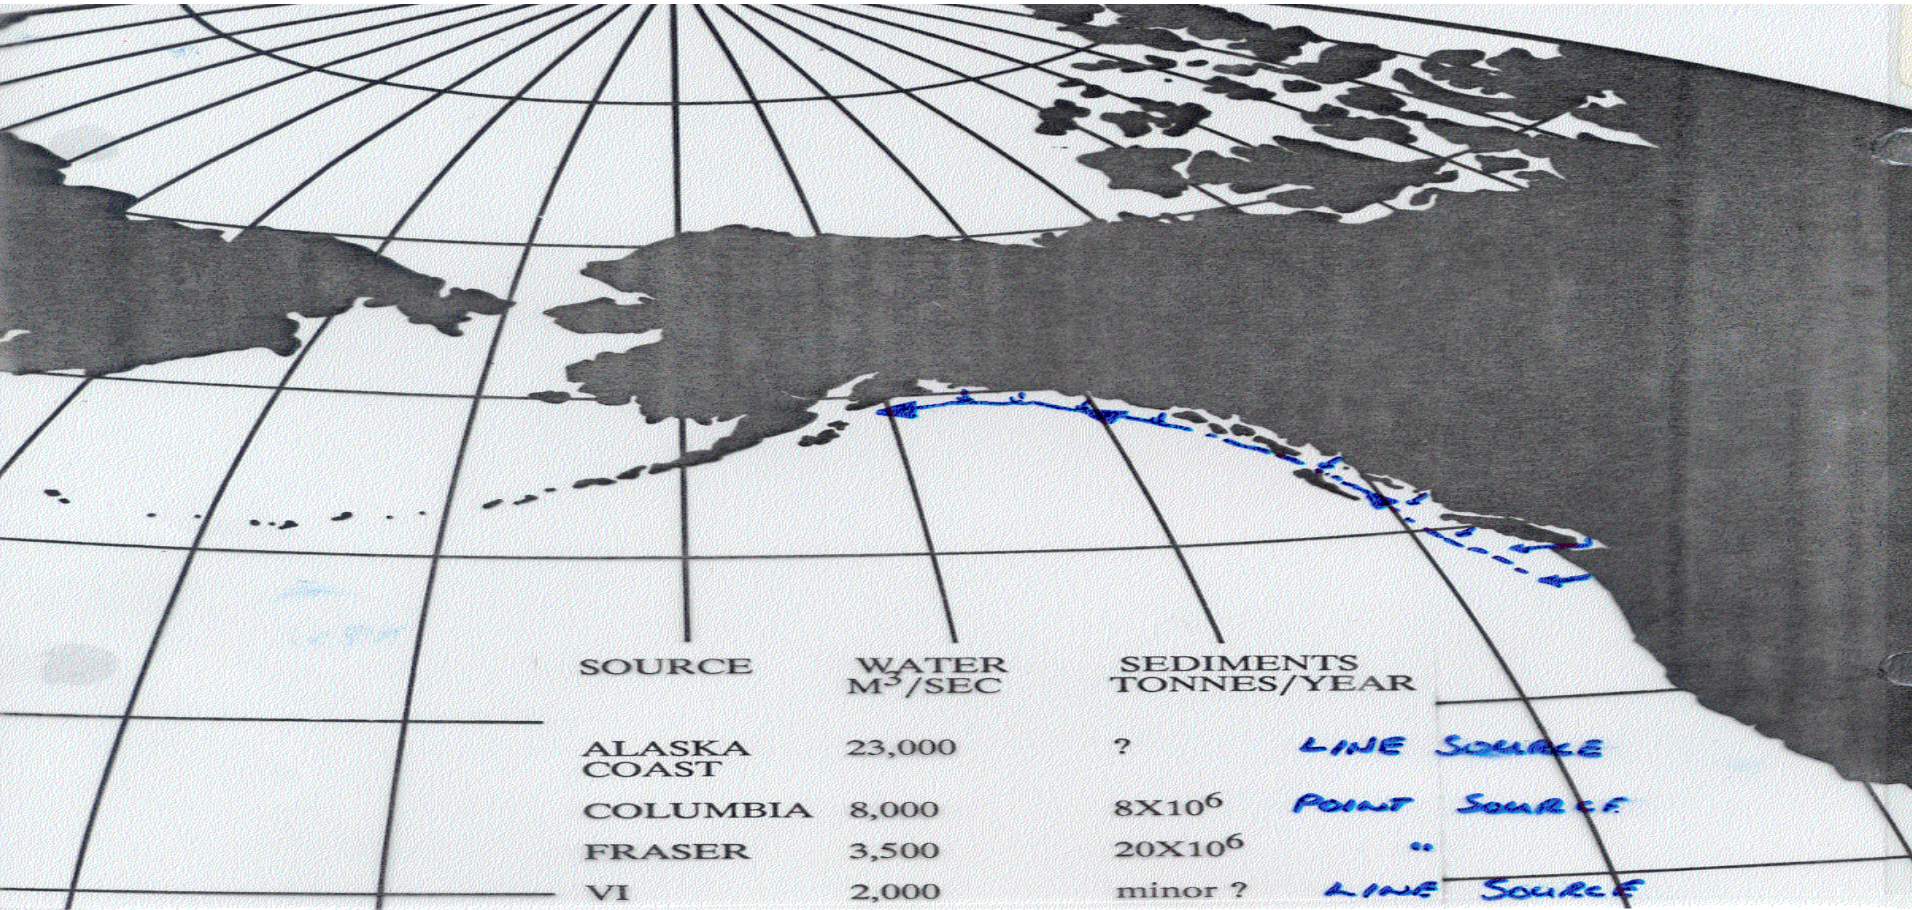 SOURCE WATER SEDIMENTS
M³/SEC TONNES/YEAR
ALASKA 23,000 ? LINE SOURCE
COAST
COLUMBIA 8,000 8X10⁶ POINT SOURCE
FRASER 3,500 20X10⁶ "
VI 2,000 minor ? LINE SOURCE